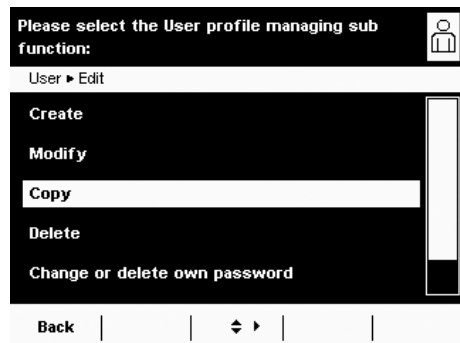 Please select the User profile managing sub
function:
User ▸ Edit
Create
Modify
Copy
Delete
Change or delete own password
Back